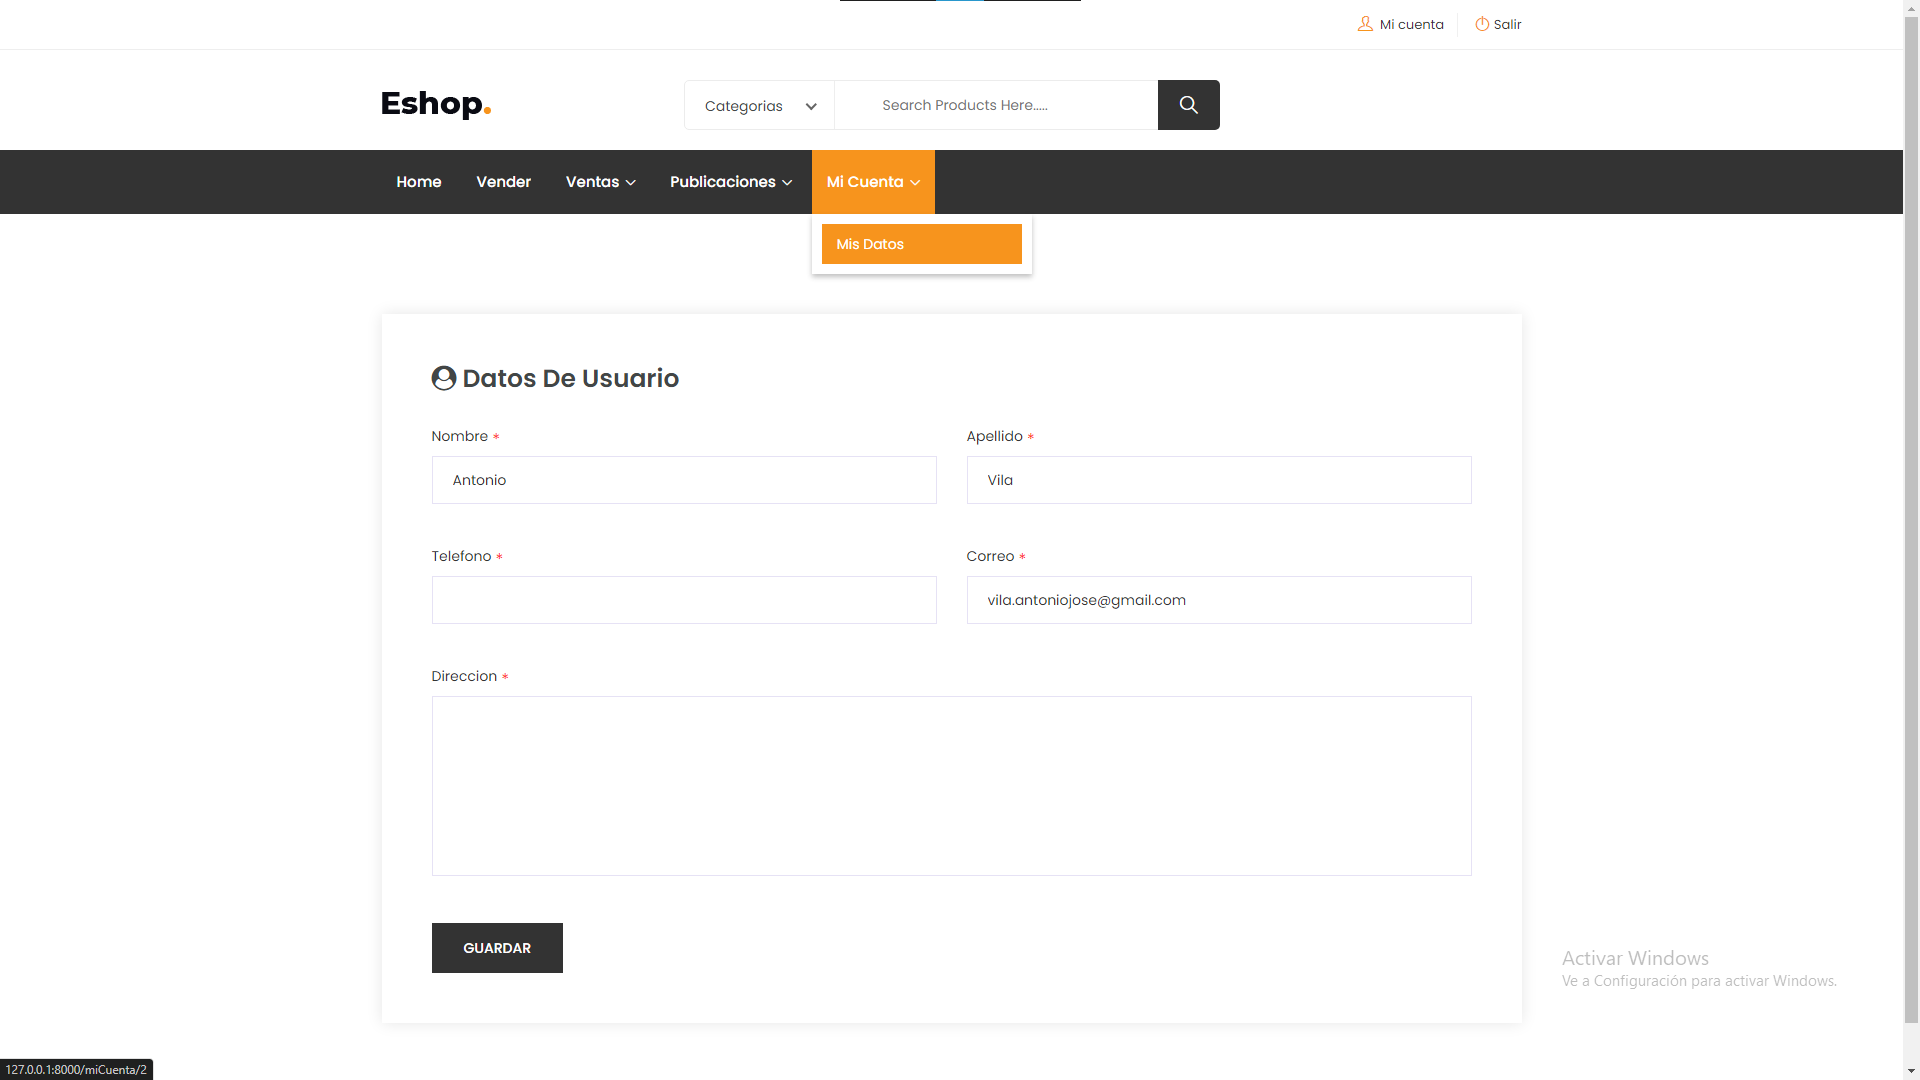 Mi cuenta
Salir
Eshop.
Categorias
Search Products Here.....
Home Vender Ventas Publicaciones Mi Cuenta
Mis Datos
Datos De Usuario
Nombre *
Apellido *
Antonio
Vila
Telefono *
Correo *
vila.antoniojose@gmail.com
Direccion *
GUARDAR
Activar Windows
Ve a Configuración para activar Windows.
127.0.0.1:8000/miCuenta/2